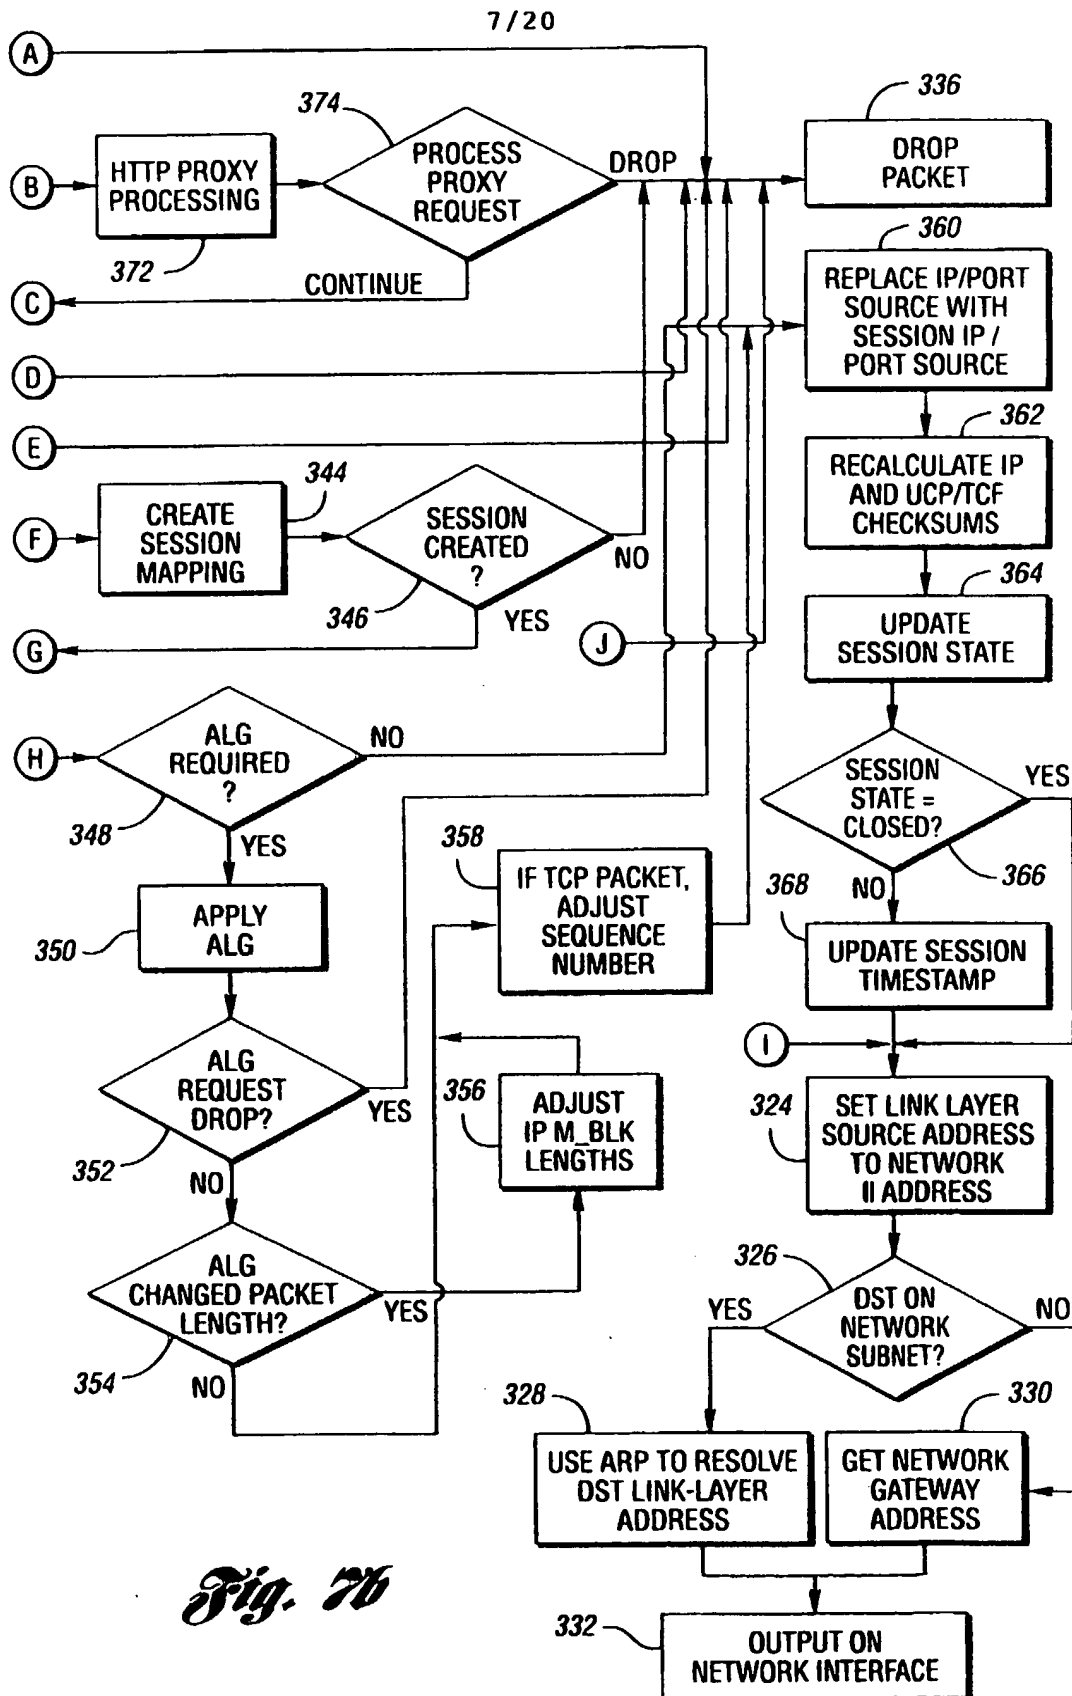 7/20
A
374
336
B
HTTP PROXY
PROCESSING
372
PROCESS
PROXY
REQUEST
DROP
DROP
PACKET
C
CONTINUE
360
REPLACE IP/PORT
SOURCE WITH
SESSION IP /
PORT SOURCE
D
E
362
RECALCULATE IP
AND UCP/TCF
CHECKSUMS
F
CREATE
SESSION
MAPPING
344
SESSION
CREATED
?
NO
346
YES
G
J
364
UPDATE
SESSION STATE
H
ALG
REQUIRED
?
NO
348
YES
SESSION
STATE =
CLOSED?
YES
366
NO
358
IF TCP PACKET,
ADJUST
SEQUENCE
NUMBER
368
UPDATE SESSION
TIMESTAMP
350
APPLY
ALG
I
ALG
REQUEST
DROP?
YES
352
NO
356
ADJUST
IP M_BLK
LENGTHS
324
SET LINK LAYER
SOURCE ADDRESS
TO NETWORK
II ADDRESS
ALG
CHANGED PACKET
LENGTH?
YES
354
NO
326
YES
DST ON
NETWORK
SUBNET?
NO
328
USE ARP TO RESOLVE
DST LINK-LAYER
ADDRESS
330
GET NETWORK
GATEWAY
ADDRESS
Fig. 7b
332
OUTPUT ON
NETWORK INTERFACE